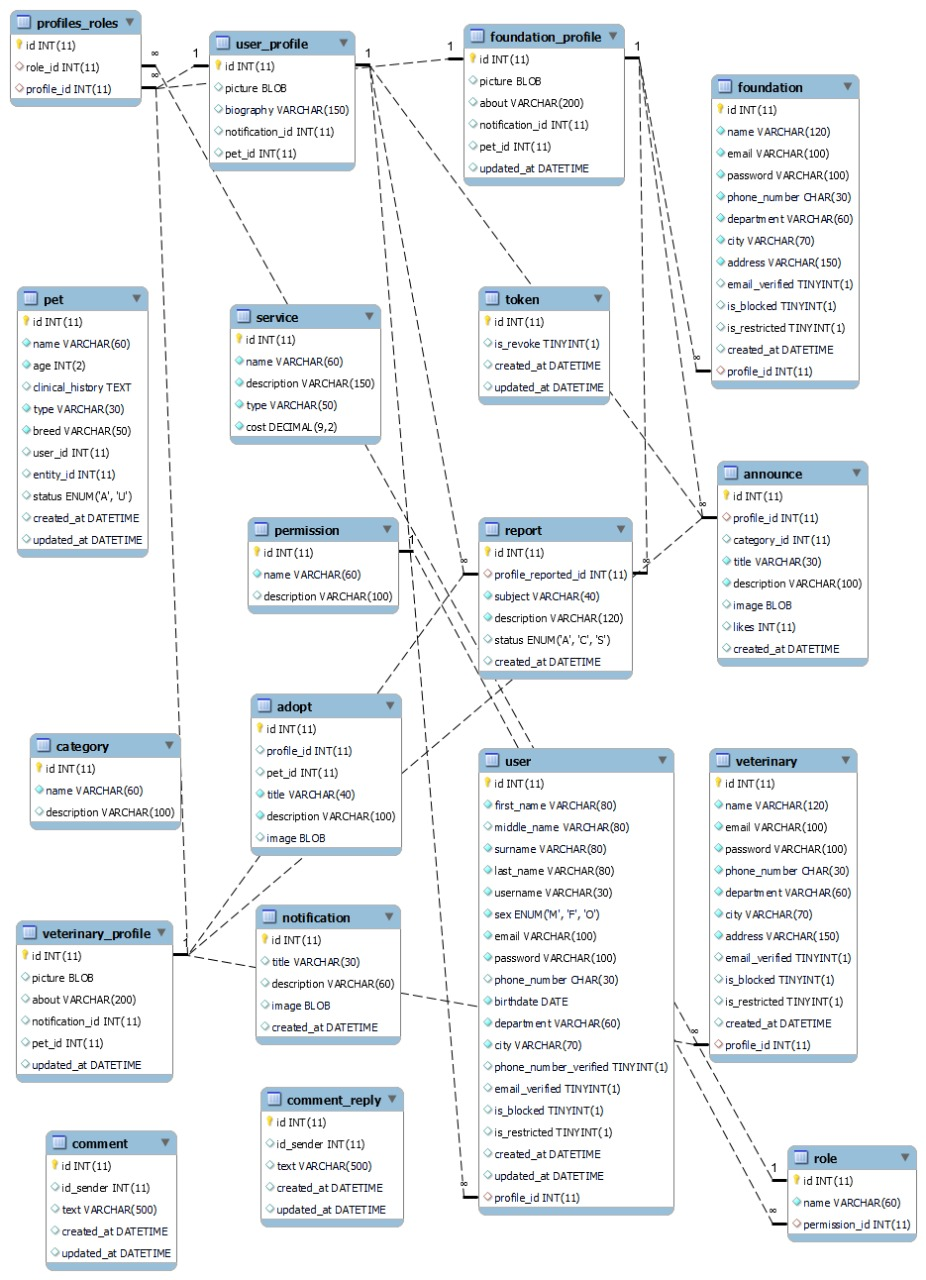 profiles_roles
id INT(11)
role_id INT(11)
profile_id INT(11)
∞
∞
1
user_profile
id INT(11)
picture BLOB
biography VARCHAR(150)
notification_id INT(11)
pet_id INT(11)
1
1
foundation_profile
id INT(11)
picture BLOB
about VARCHAR(200)
notification_id INT(11)
pet_id INT(11)
updated_at DATETIME
1
foundation
id INT(11)
name VARCHAR(120)
email VARCHAR(100)
password VARCHAR(100)
phone_number CHAR(30)
department VARCHAR(60)
city VARCHAR(70)
address VARCHAR(150)
email_verified TINYINT(1)
is_blocked TINYINT(1)
is_restricted TINYINT(1)
created_at DATETIME
profile_id INT(11)
∞
pet
id INT(11)
name VARCHAR(60)
age INT(2)
clinical_history TEXT
type VARCHAR(30)
breed VARCHAR(50)
user_id INT(11)
entity_id INT(11)
status ENUM('A', 'U')
created_at DATETIME
updated_at DATETIME
service
id INT(11)
name VARCHAR(60)
description VARCHAR(150)
type VARCHAR(50)
cost DECIMAL(9,2)
token
id INT(11)
is_revoke TINYINT(1)
created_at DATETIME
updated_at DATETIME
announce
id INT(11)
profile_id INT(11)
category_id INT(11)
title VARCHAR(30)
description VARCHAR(100)
image BLOB
likes INT(11)
created_at DATETIME
∞
permission
id INT(11)
name VARCHAR(60)
description VARCHAR(100)
1
report
id INT(11)
profile_reported_id INT(11)
subject VARCHAR(40)
description VARCHAR(120)
status ENUM('A', 'C', 'S')
created_at DATETIME
∞
∞
adopt
id INT(11)
profile_id INT(11)
pet_id INT(11)
title VARCHAR(40)
description VARCHAR(100)
image BLOB
category
id INT(11)
name VARCHAR(60)
description VARCHAR(100)
user
id INT(11)
first_name VARCHAR(80)
middle_name VARCHAR(80)
surname VARCHAR(80)
last_name VARCHAR(80)
username VARCHAR(30)
sex ENUM('M', 'F', 'O')
email VARCHAR(100)
password VARCHAR(100)
phone_number CHAR(30)
birthdate DATE
department VARCHAR(60)
city VARCHAR(70)
phone_number_verified TINYINT(1)
email_verified TINYINT(1)
is_blocked TINYINT(1)
is_restricted TINYINT(1)
created_at DATETIME
updated_at DATETIME
profile_id INT(11)
∞
veterinary
id INT(11)
name VARCHAR(120)
email VARCHAR(100)
password VARCHAR(100)
phone_number CHAR(30)
department VARCHAR(60)
city VARCHAR(70)
address VARCHAR(150)
email_verified TINYINT(1)
is_blocked TINYINT(1)
is_restricted TINYINT(1)
created_at DATETIME
profile_id INT(11)
∞
veterinary_profile
id INT(11)
picture BLOB
about VARCHAR(200)
notification_id INT(11)
pet_id INT(11)
updated_at DATETIME
1
notification
id INT(11)
title VARCHAR(30)
description VARCHAR(60)
image BLOB
created_at DATETIME
comment_reply
id INT(11)
id_sender INT(11)
text VARCHAR(500)
created_at DATETIME
updated_at DATETIME
comment
id INT(11)
id_sender INT(11)
text VARCHAR(500)
created_at DATETIME
updated_at DATETIME
role
id INT(11)
name VARCHAR(60)
permission_id INT(11)
1
∞